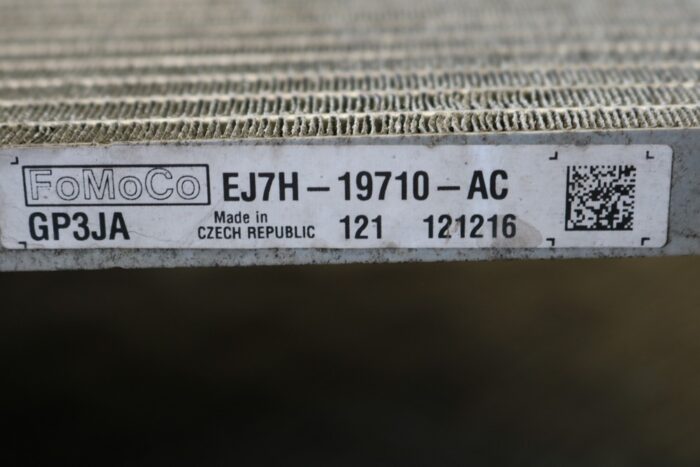 FoMoCo EJ7H-19710-AC
GP3JA Made in CZECH REPUBLIC 121 121216